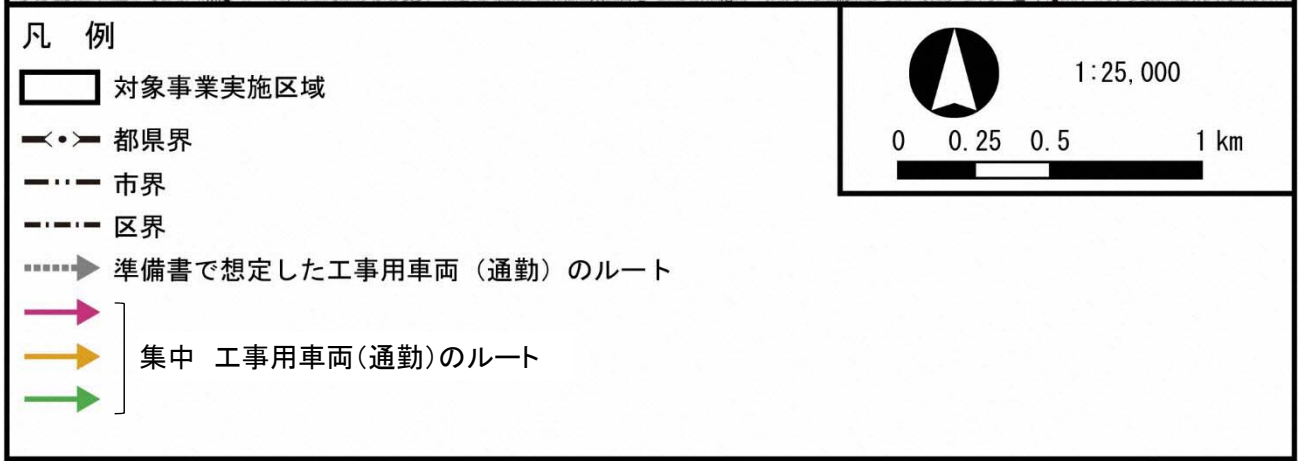 凡　例
対象事業実施区域
都県界
市界
区界
準備書で想定した工事用車両（通勤）のルート
集中　工事用車両(通勤)のルート
1:25,000
0 0.25 0.5 1 km